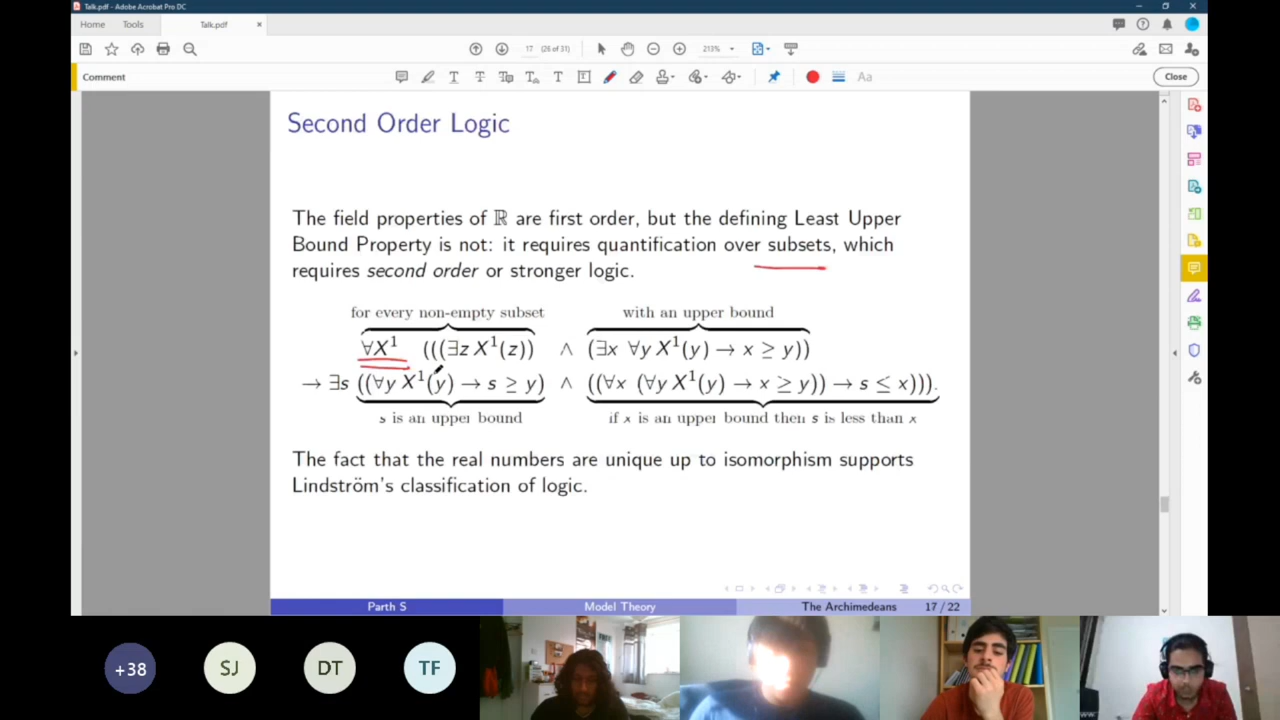 Talk.pdf - Adobe Acrobat Pro DC
Home Tools Talk.pdf ×
17 (26 of 31) 213%
Comment
Aa
Close
Second Order Logic
The field properties of ℝ are first order, but the defining Least Upper
Bound Property is not: it requires quantification over subsets, which
requires second order or stronger logic.
for every non-empty subset with an upper bound
∀X¹ (((∃z X¹(z)) ∧ (∃x ∀y X¹(y) → x ≥ y))
→ ∃s ((∀y X¹(y) → s ≥ y) ∧ ((∀x (∀y X¹(y) → x ≥ y)) → s ≤ x))).
s is an upper bound if x is an upper bound then s is less than x
The fact that the real numbers are unique up to isomorphism supports
Lindström's classification of logic.
Parth S Model Theory The Archimedeans 17 / 22
+38 SJ DT TF